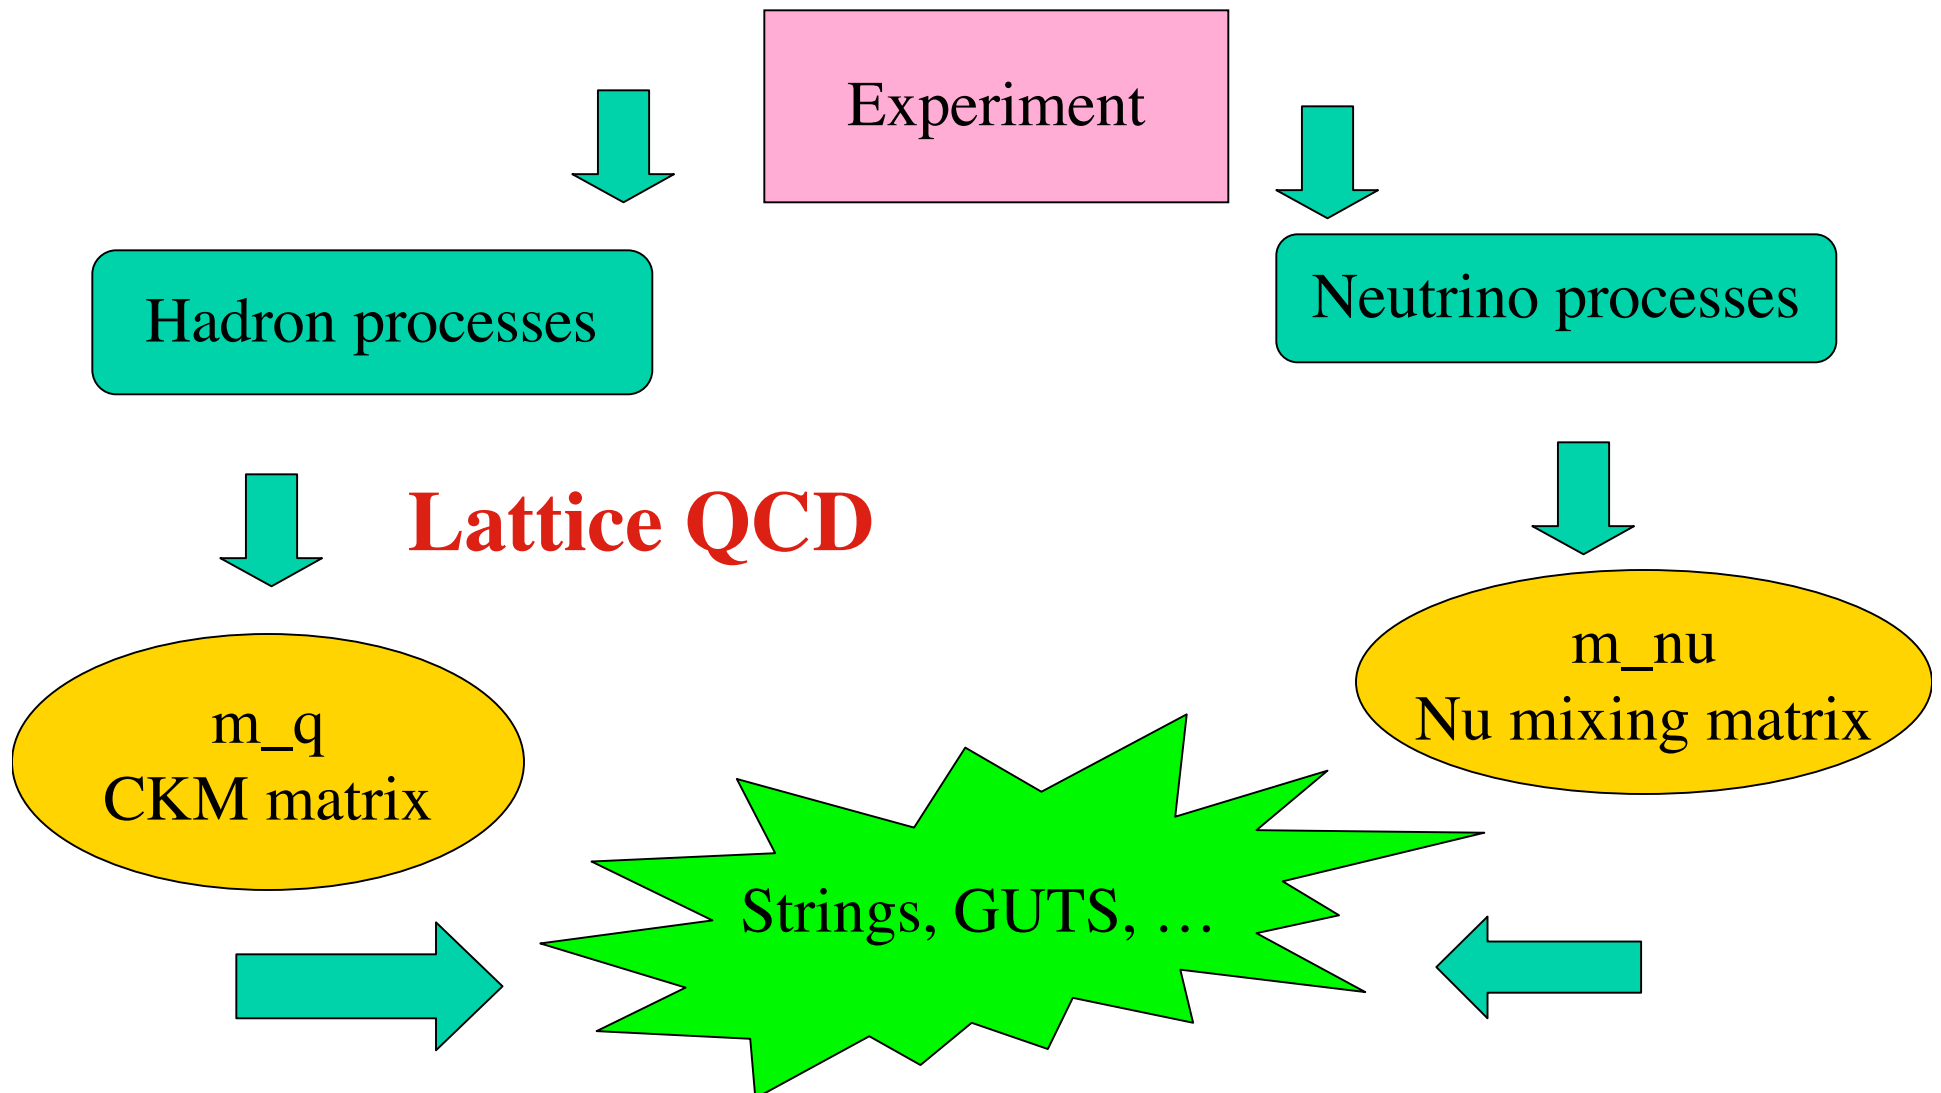 Experiment
Hadron processes
Neutrino processes
Lattice QCD
m_q
CKM matrix
m_nu
Nu mixing matrix
Strings, GUTS, …